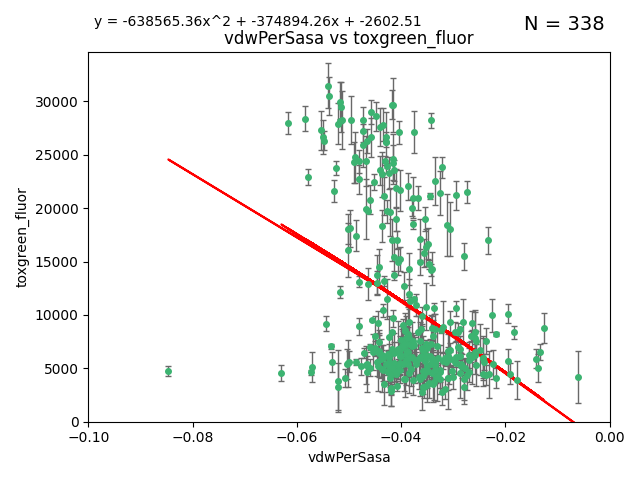 y = -638565.36x^2 + -374894.26x + -2602.51
N = 338
vdwPerSasa vs toxgreen_fluor
toxgreen_fluor
30000
25000
20000
15000
10000
5000
0
−0.10
−0.08
−0.06
−0.04
−0.02
0.00
vdwPerSasa